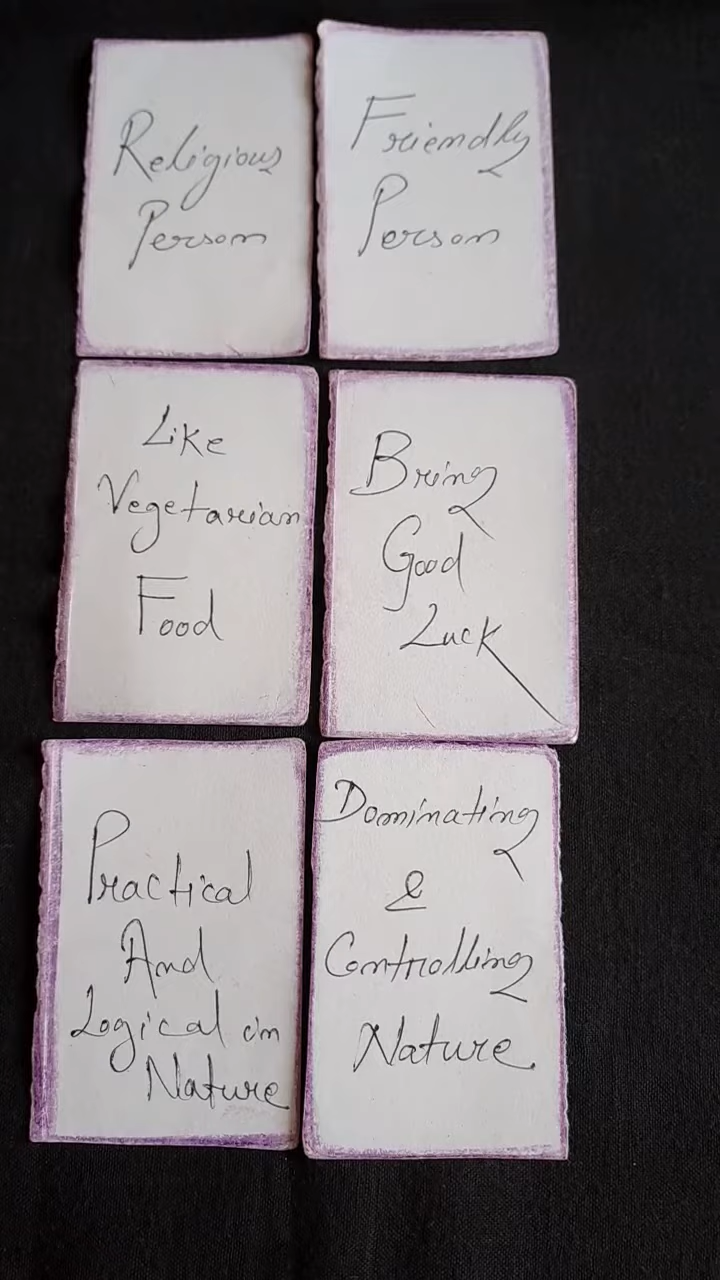 Religious
Person
Friendly
Person
Like
Vegetarian
Food
Bring
Good
Luck
Practical
And
Logical in
Nature
Dominating
&
Controlling
Nature